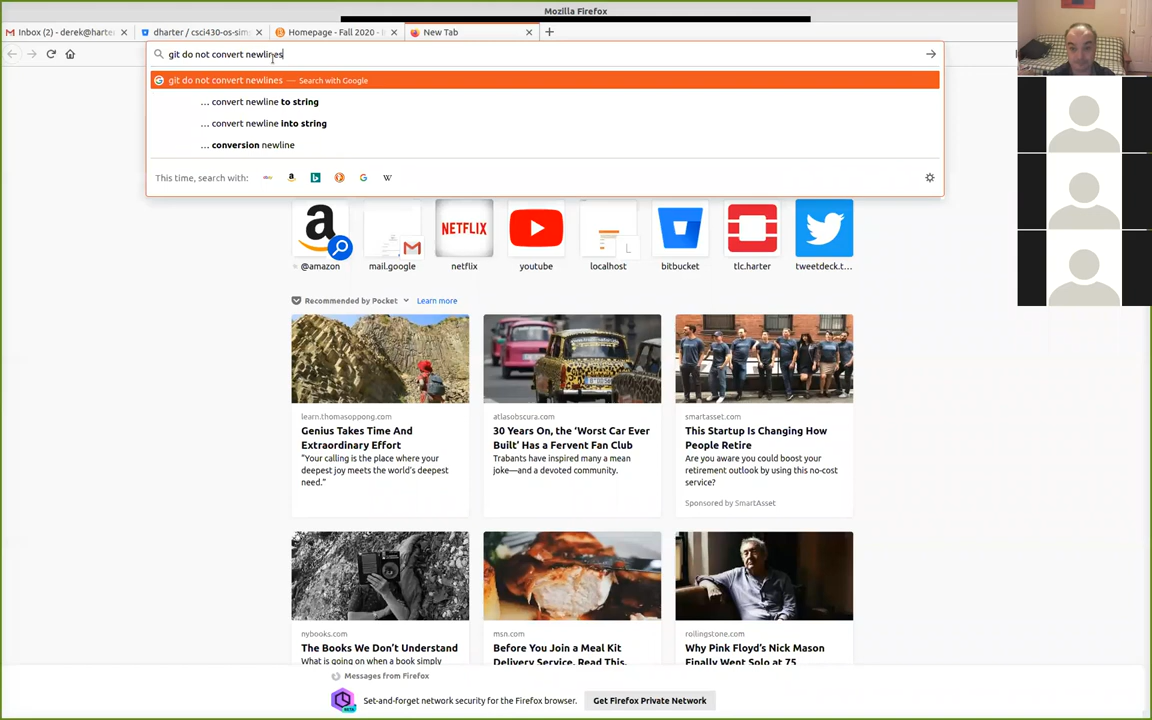 Mozilla Firefox
Inbox (2) - derek@harter
dharter / csci430-os-sim
Homepage - Fall 2020 - I
New Tab
git do not convert newlines
git do not convert newlines — Search with Google
... convert newline to string
... convert newline into string
... conversion newline
This time, search with:
NETFLIX
L
@amazon
mail.google
netflix
youtube
localhost
bitbucket
tlc.harter
tweetdeck.t...
Recommended by Pocket
Learn more
learn.thomasoppong.com
Genius Takes Time And
Extraordinary Effort
“Your calling is the place where your
deepest joy meets the world’s deepest
need.”
atlasobscura.com
30 Years On, the ‘Worst Car Ever
Built’ Has a Fervent Fan Club
Trabants have inspired many a mean
joke—and a devoted community.
smartasset.com
This Startup Is Changing How
People Retire
Are you aware you could boost your
retirement outlook by using this no-cost
service?
Sponsored by SmartAsset
nybooks.com
The Books We Don’t Understand
What is going on when a book simply
msn.com
Before You Join a Meal Kit
Delivery Service, Read This.
rollingstone.com
Why Pink Floyd’s Nick Mason
Finally Went Solo at 75
Messages from Firefox
BETA
Set-and-forget network security for the Firefox browser.
Get Firefox Private Network